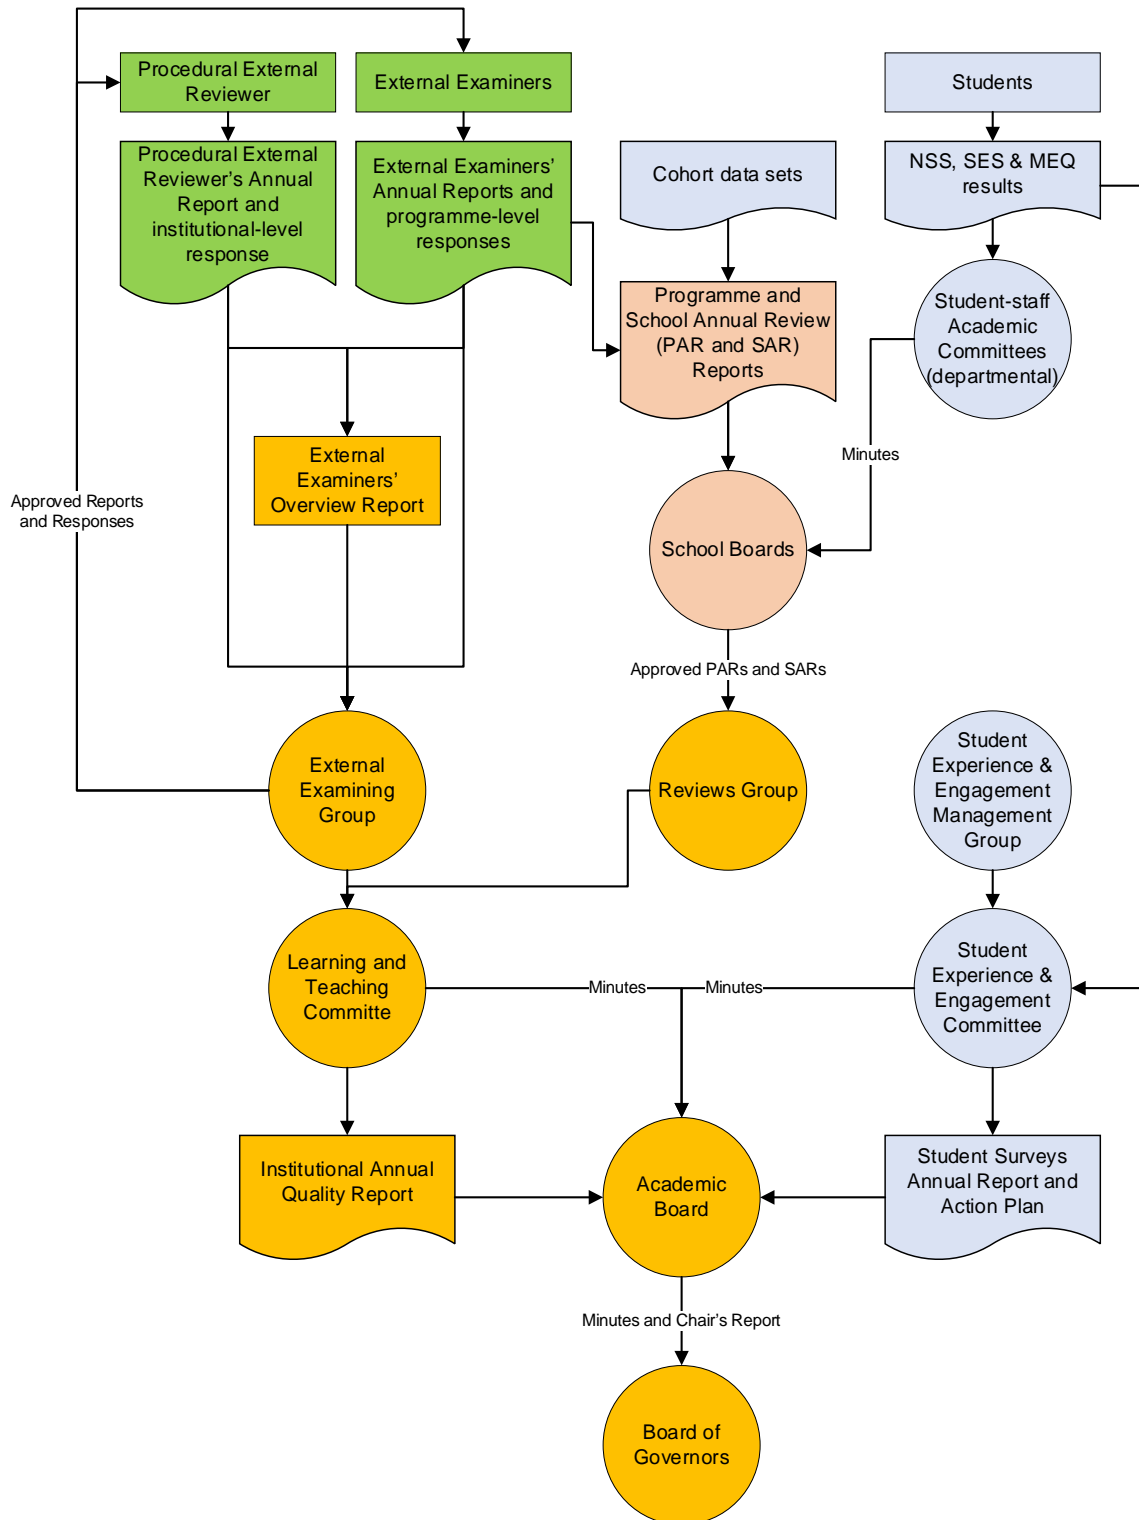 Procedural External
Reviewer
External Examiners
Students
Procedural External
Reviewer’s Annual
Report and
institutional-level
response
External Examiners’
Annual Reports and
programme-level
responses
Cohort data sets
NSS, SES & MEQ
results
Programme and
School Annual Review
(PAR and SAR)
Reports
Student-staff
Academic
Committees
(departmental)
External
Examiners’
Overview Report
Minutes
Approved Reports
and Responses
School Boards
Approved PARs and SARs
External
Examining
Group
Reviews Group
Student
Experience &
Engagement
Management
Group
Learning and
Teaching
Committe
Minutes
Minutes
Student
Experience &
Engagement
Committee
Institutional Annual
Quality Report
Academic
Board
Student Surveys
Annual Report and
Action Plan
Minutes and Chair’s Report
Board of
Governors